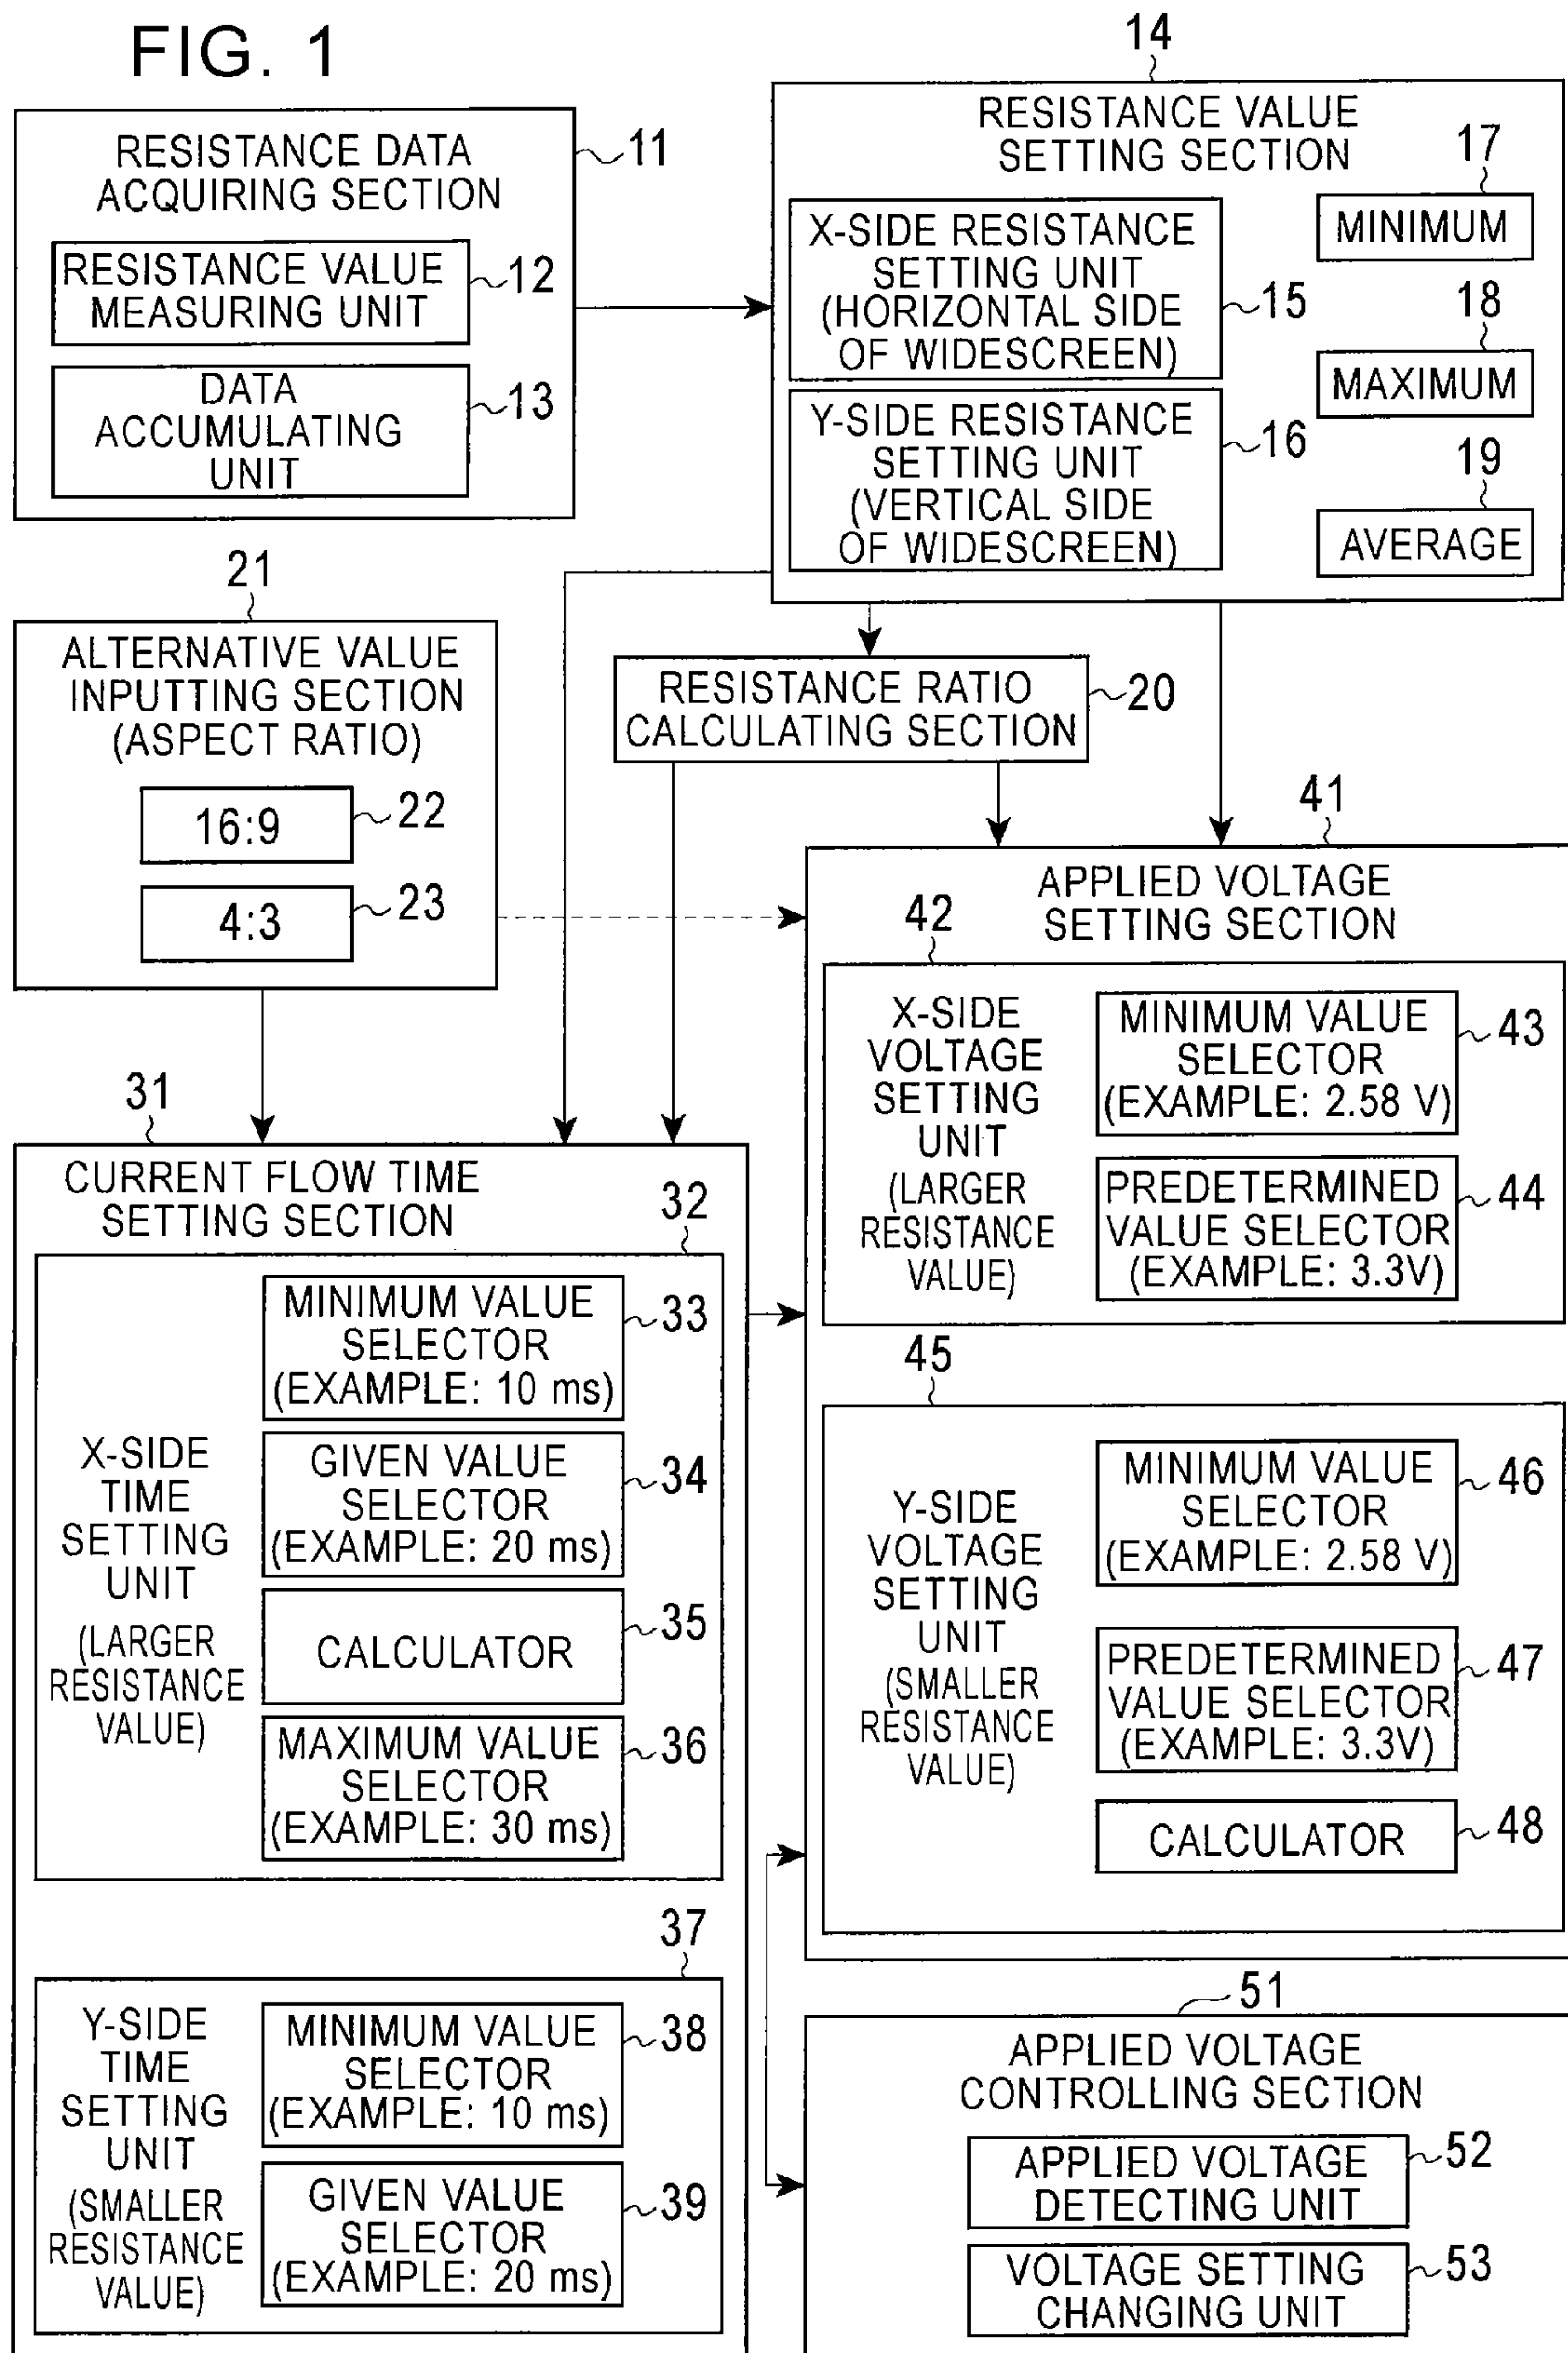 FIG. 1
RESISTANCE DATA
ACQUIRING SECTION
11
RESISTANCE VALUE
MEASURING UNIT
12
DATA
ACCUMULATING
UNIT
13
14
RESISTANCE VALUE
SETTING SECTION
X-SIDE RESISTANCE
SETTING UNIT
(HORIZONTAL SIDE
OF WIDESCREEN)
15
Y-SIDE RESISTANCE
SETTING UNIT
(VERTICAL SIDE
OF WIDESCREEN)
16
17
MINIMUM
18
MAXIMUM
19
AVERAGE
21
ALTERNATIVE VALUE
INPUTTING SECTION
(ASPECT RATIO)
16:9
22
4:3
23
RESISTANCE RATIO
CALCULATING SECTION
20
31
CURRENT FLOW TIME
SETTING SECTION
32
X-SIDE
TIME
SETTING
UNIT
(LARGER
RESISTANCE
VALUE)
MINIMUM VALUE
SELECTOR
(EXAMPLE: 10 ms)
33
GIVEN VALUE
SELECTOR
(EXAMPLE: 20 ms)
34
CALCULATOR
35
MAXIMUM VALUE
SELECTOR
(EXAMPLE: 30 ms)
36
37
Y-SIDE
TIME
SETTING
UNIT
(SMALLER
RESISTANCE
VALUE)
MINIMUM VALUE
SELECTOR
(EXAMPLE: 10 ms)
38
GIVEN VALUE
SELECTOR
(EXAMPLE: 20 ms)
39
41
APPLIED VOLTAGE
SETTING SECTION
42
X-SIDE
VOLTAGE
SETTING
UNIT
(LARGER
RESISTANCE
VALUE)
MINIMUM VALUE
SELECTOR
(EXAMPLE: 2.58 V)
43
PREDETERMINED
VALUE SELECTOR
(EXAMPLE: 3.3V)
44
45
Y-SIDE
VOLTAGE
SETTING
UNIT
(SMALLER
RESISTANCE
VALUE)
MINIMUM VALUE
SELECTOR
(EXAMPLE: 2.58 V)
46
PREDETERMINED
VALUE SELECTOR
(EXAMPLE: 3.3V)
47
CALCULATOR
48
51
APPLIED VOLTAGE
CONTROLLING SECTION
APPLIED VOLTAGE
DETECTING UNIT
52
VOLTAGE SETTING
CHANGING UNIT
53